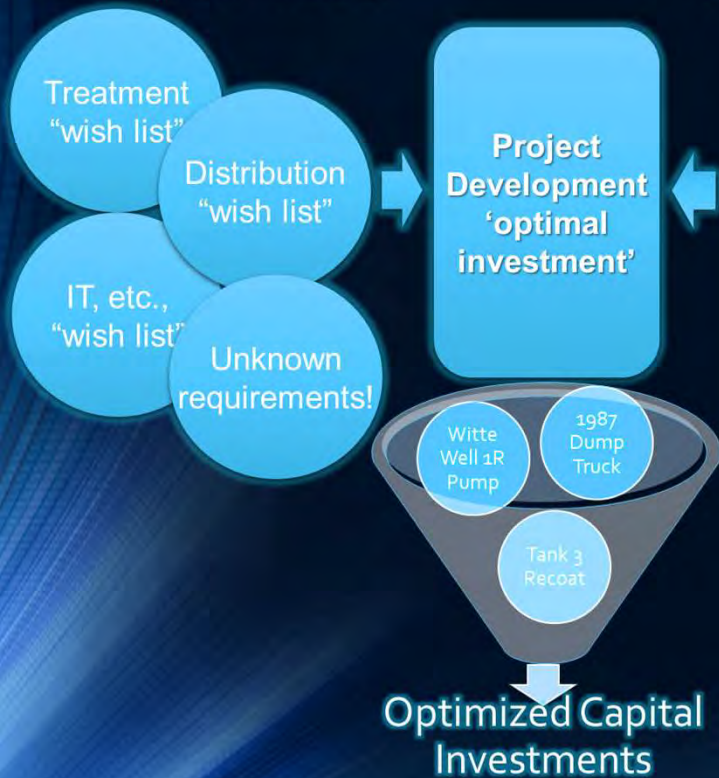 Treatment
“wish list”
Distribution
“wish list”
IT, etc.,
“wish list”
Unknown
requirements!
Project
Development
‘optimal
investment’
Witte
Well 1R
Pump
1987
Dump
Truck
Tank 3
Recoat
Optimized Capital
Investments